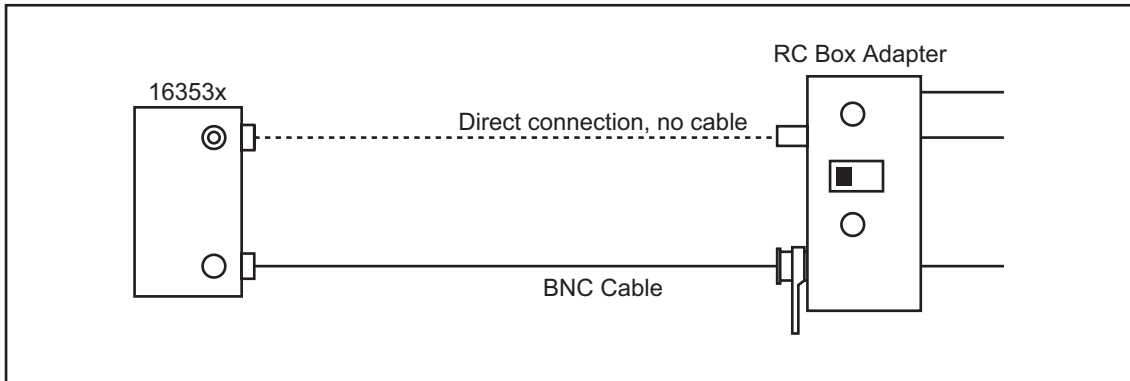 RC Box Adapter
16353x
Direct connection, no cable
BNC Cable